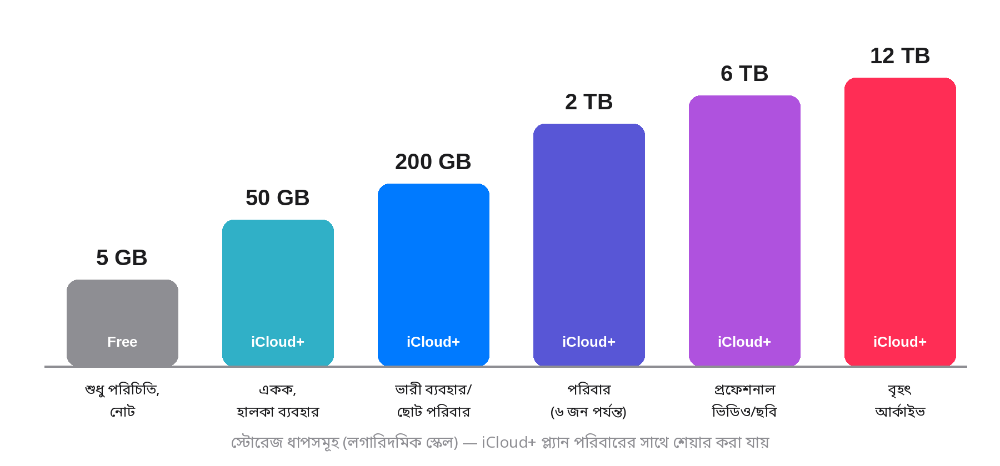 5 GB
50 GB
200 GB
2 TB
6 TB
12 TB
Free
iCloud+
iCloud+
iCloud+
iCloud+
iCloud+
শুধু পরিচিতি,
নোট
একক,
হালকা ব্যবহার
ভারী ব্যবহার/
ছোট পরিবার
পরিবার
(৬ জন পর্যন্ত)
প্রফেশনাল
ভিডিও/ছবি
বৃহৎ
আর্কাইভ
স্টোরেজ ধাপসমূহ (লগারিদমিক স্কেল) — iCloud+ প্ল্যান পরিবারের সাথে শেয়ার করা যায়